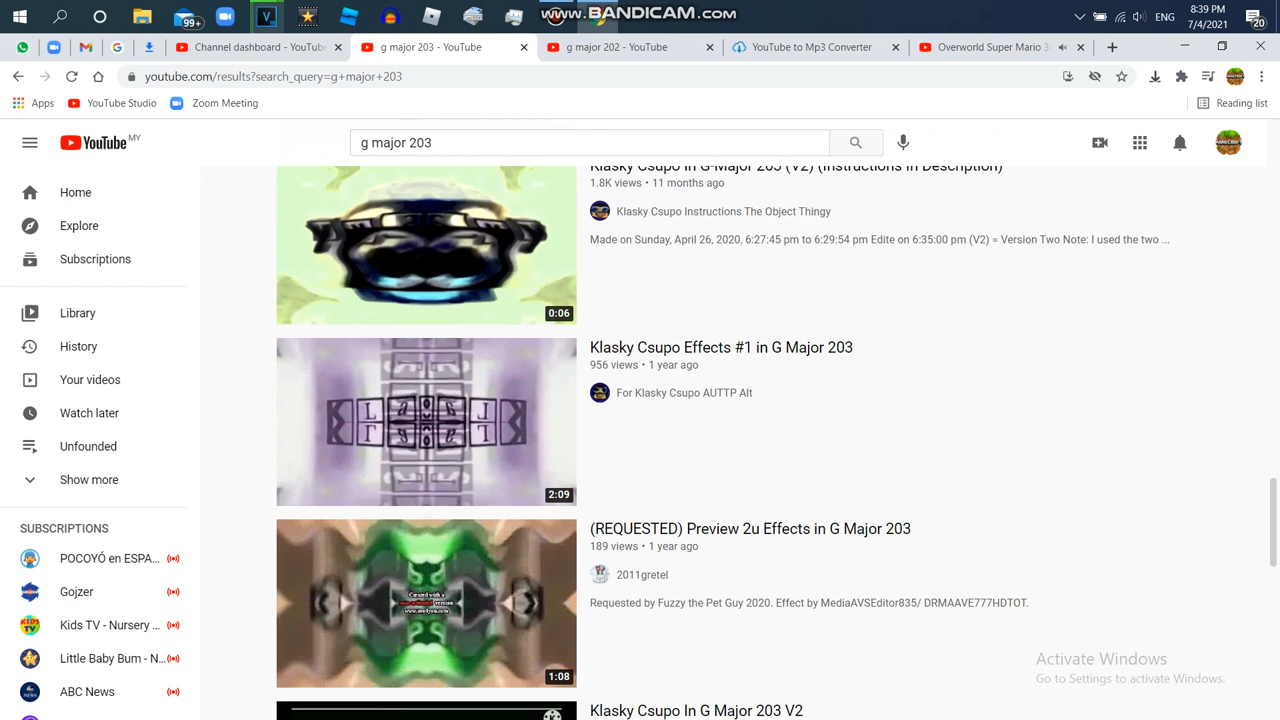 99+
WWW.BANDICAM.COM
ENG
8:39 PM
7/4/2021
20
Channel dashboard - YouTube
g major 203 - YouTube
g major 202 - YouTube
YouTube to Mp3 Converter
Overworld Super Mario 3
youtube.com/results?search_query=g+major+203
Apps
YouTube Studio
Zoom Meeting
Reading list
YouTube MY
g major 203
Home
Explore
Subscriptions
Library
History
Your videos
Watch later
Unfounded
Show more
SUBSCRIPTIONS
POCOYÓ en ESPA...
Gojzer
Kids TV - Nursery ...
Little Baby Bum - N...
ABC News
Klasky Csupo In G-Major 203 (V2) (Instructions In Description)
1.8K views • 11 months ago
Klasky Csupo Instructions The Object Thingy
Made on Sunday, April 26, 2020, 6:27:45 pm to 6:29:54 pm Edite on 6:35:00 pm (V2) = Version Two Note: I used the two ...
0:06
Klasky Csupo Effects #1 in G Major 203
956 views • 1 year ago
For Klasky Csupo AUTTP Alt
2:09
(REQUESTED) Preview 2u Effects in G Major 203
189 views • 1 year ago
2011gretel
Requested by Fuzzy the Pet Guy 2020. Effect by MediaAVSEditor835/ DRMAAVE777HDTOT.
1:08
Klasky Csupo In G Major 203 V2
Activate Windows
Go to Settings to activate Windows.